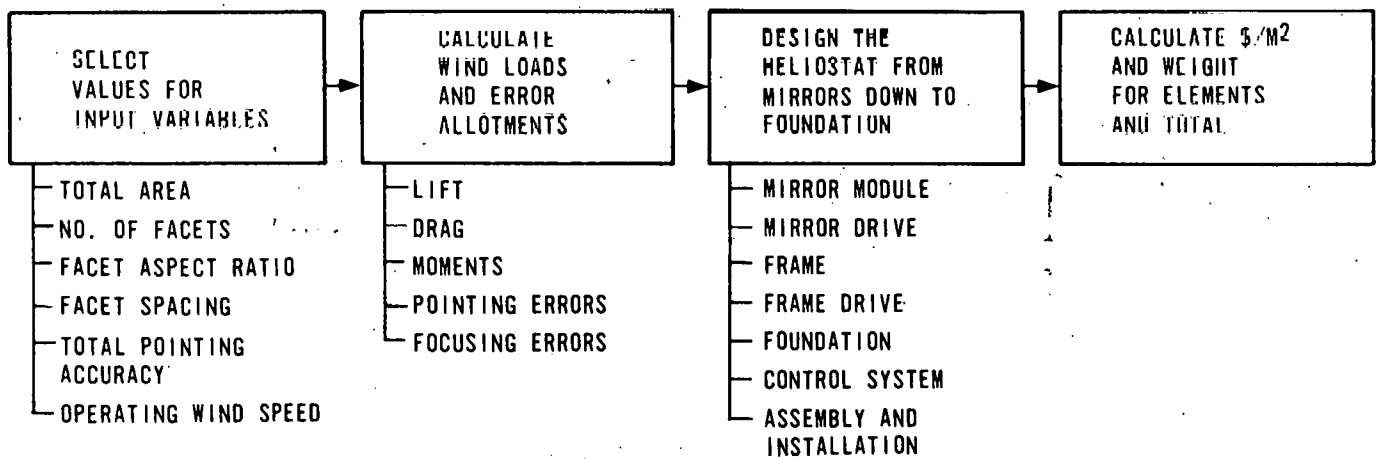 SELECT
VALUES FOR
INPUT VARIABLES
TOTAL AREA
NO. OF FACETS
FACET ASPECT RATIO
FACET SPACING
TOTAL POINTING
ACCURACY
OPERATING WIND SPEED
CALCULATE
WIND LOADS
AND ERROR
ALLOTMENTS
LIFT
DRAG
MOMENTS
POINTING ERRORS
FOCUSING ERRORS
DESIGN THE
HELIOSTAT FROM
MIRRORS DOWN TO
FOUNDATION
MIRROR MODULE
MIRROR DRIVE
FRAME
FRAME DRIVE
FOUNDATION
CONTROL SYSTEM
ASSEMBLY AND
INSTALLATION
CALCULATE $/M²
AND WEIGHT
FOR ELEMENTS
AND TOTAL